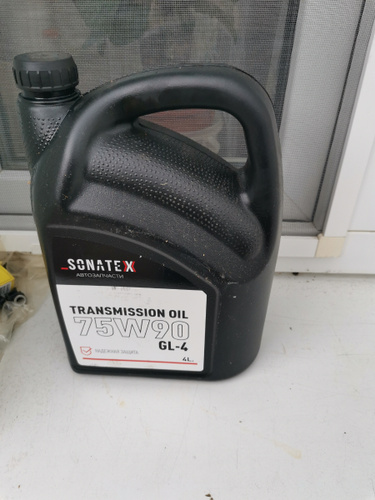 SONATEX
АВТОЗАПЧАСТИ
TRANSMISSION OIL
75W90
GL-4
НАДЕЖНАЯ ЗАЩИТА
4L.